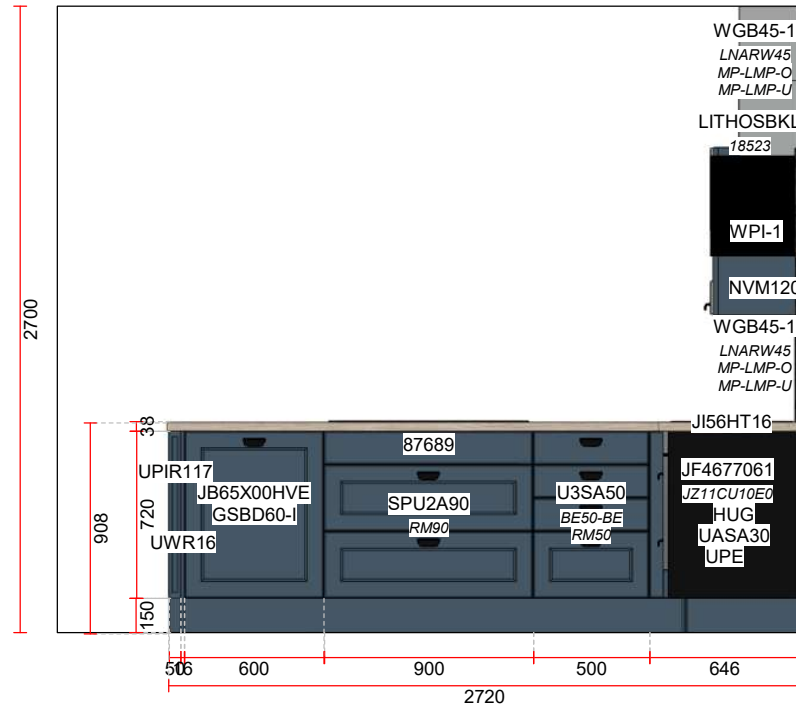 WGB45-1
LNARW45
MP-LMP-O
MP-LMP-U
LITHOSBKL
18523
WPI-1
NVM120
WGB45-1
LNARW45
MP-LMP-O
MP-LMP-U
2700
JI56HT16
38
87689
UPIR117
JB65X00HVE
GSBD60-I
SPU2A90
RM90
U3SA50
BE50-BE
RM50
JF4677061
JZ11CU10E0
HUG
UASA30
UPE
UWR16
720
908
150
50
16
600
900
500
646
2720